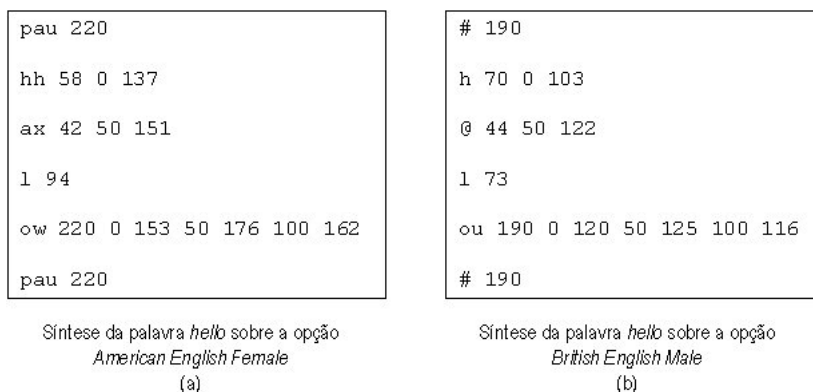 pau 220
hh 58 0 137
ax 42 50 151
l 94
ow 220 0 153 50 176 100 162
pau 220
Síntese da palavra hello sobre a opção
American English Female
(a)
# 190
h 70 0 103
@ 44 50 122
l 73
ou 190 0 120 50 125 100 116
# 190
Síntese da palavra hello sobre a opção
British English Male
(b)